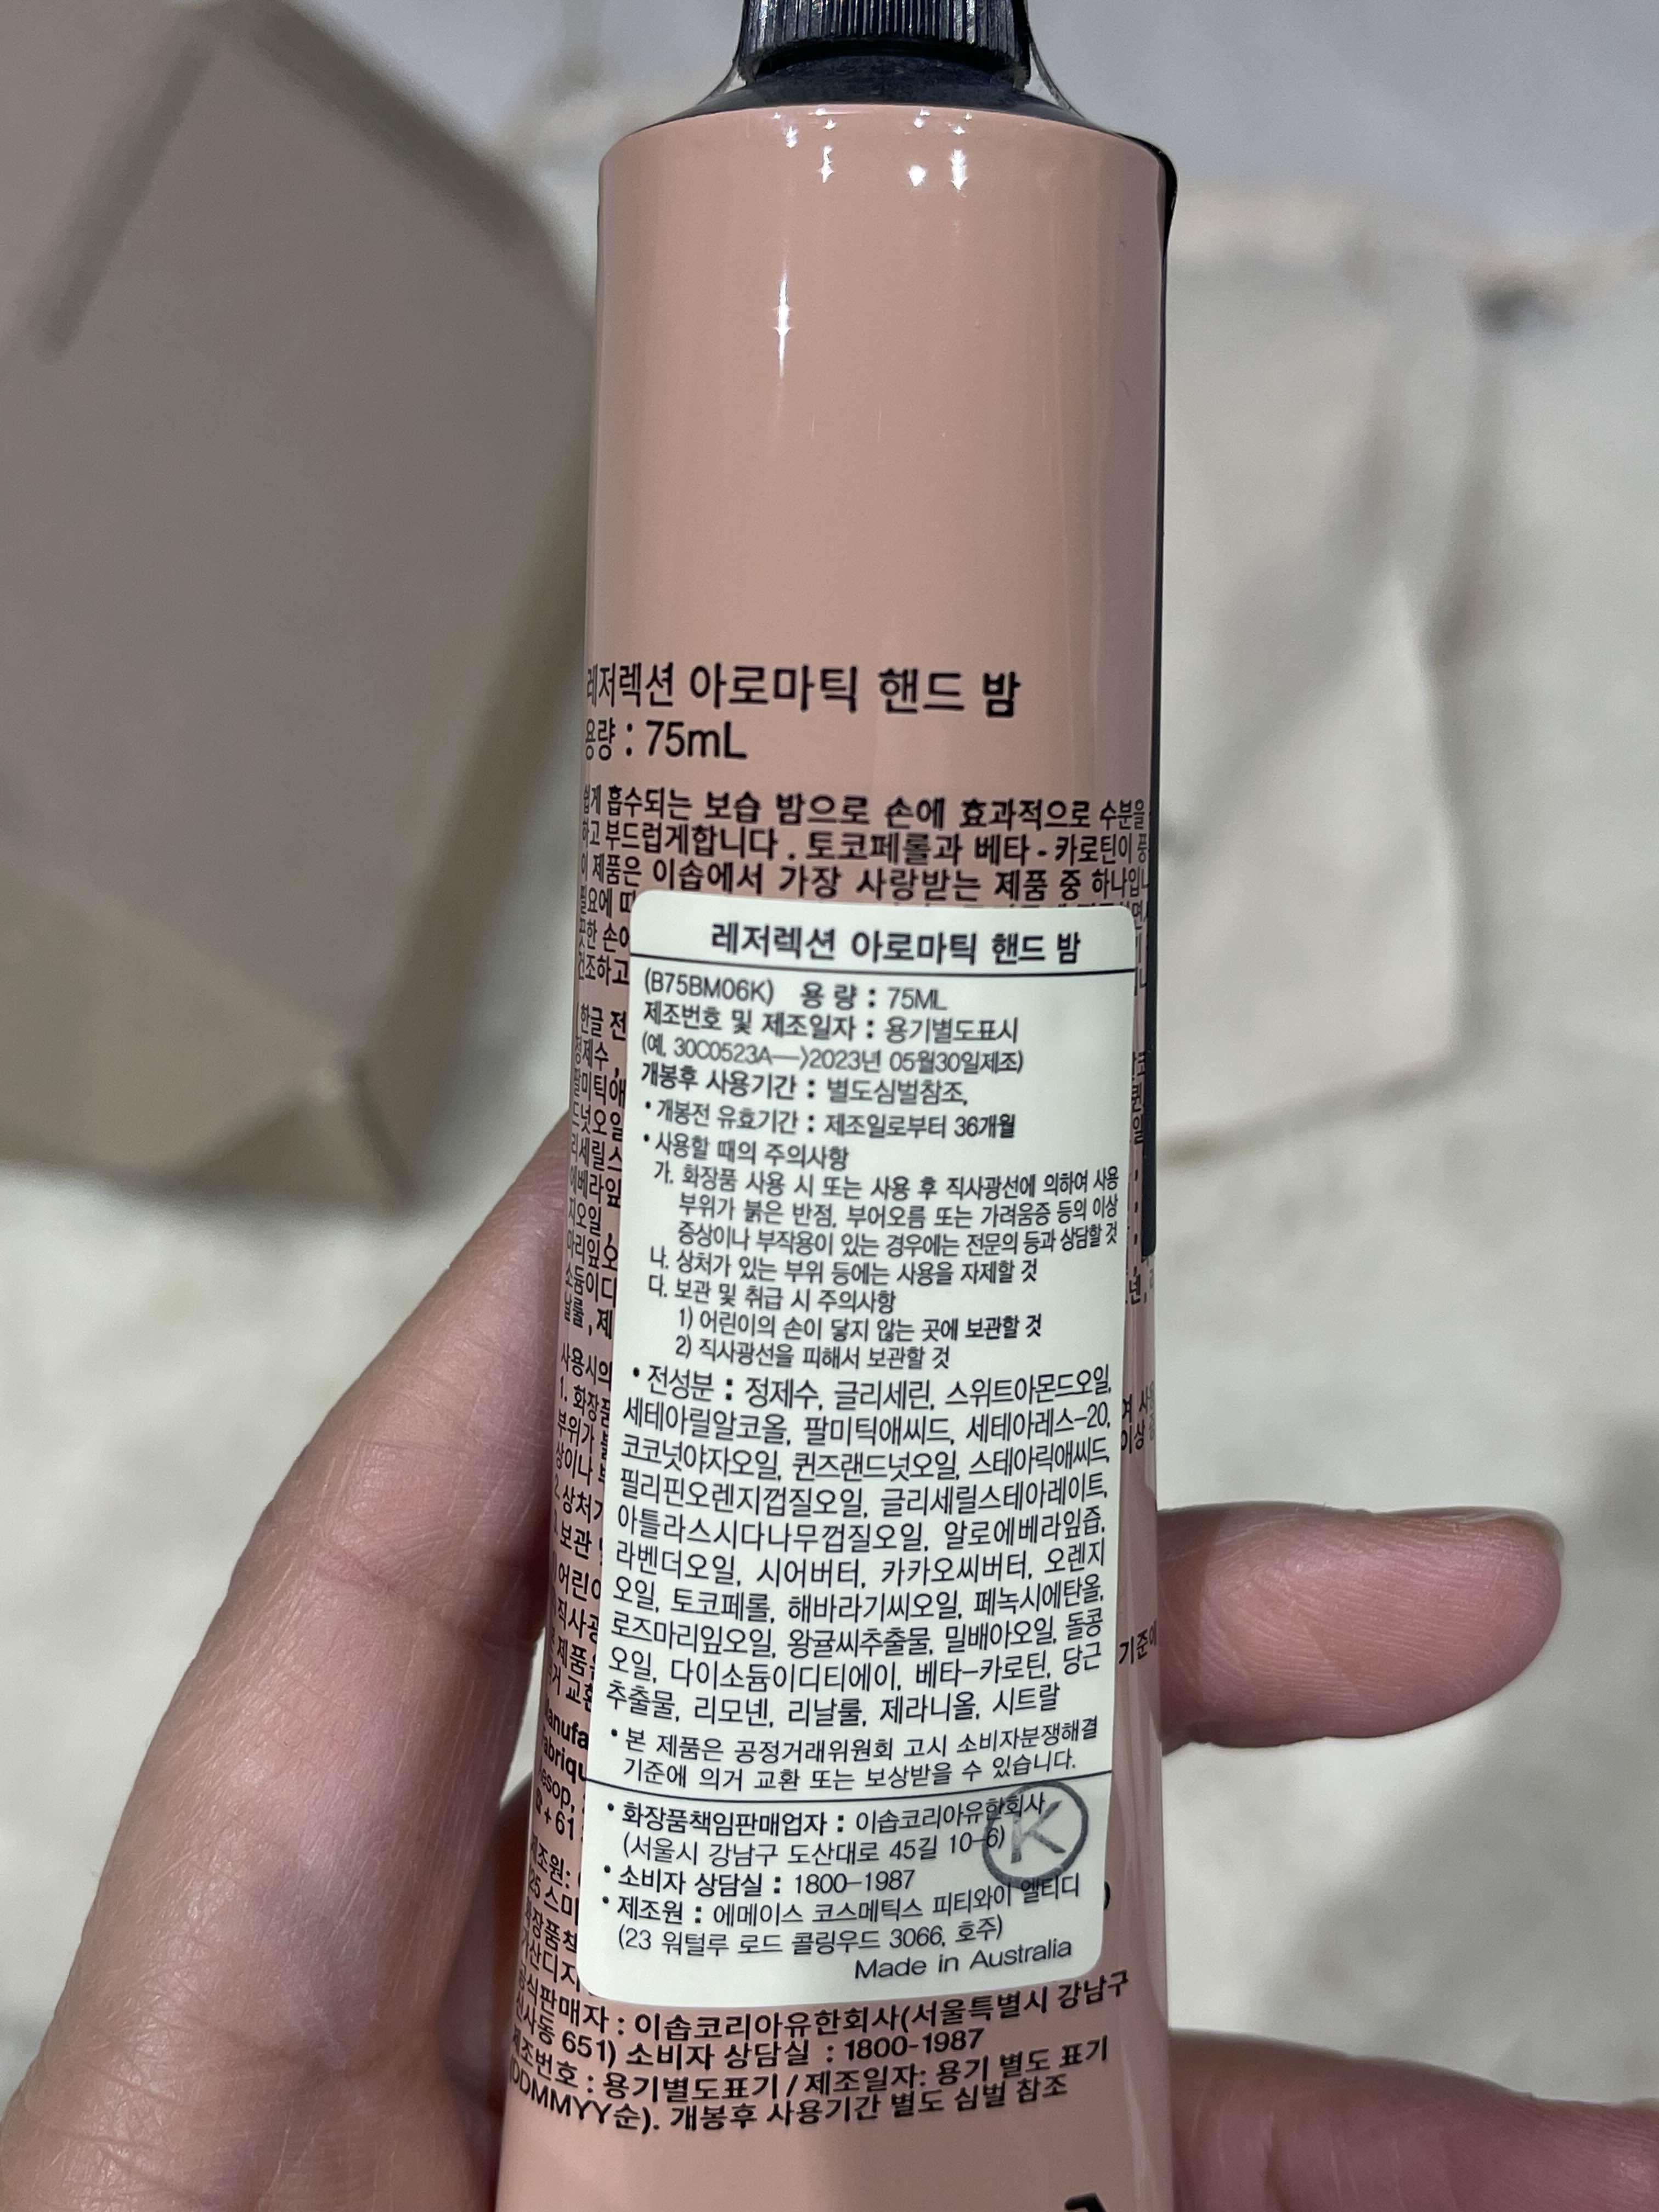 레저렉션 아로마틱 핸드 밤
용량 : 75mL
쉽게 흡수되는 보습 밤으로 손에 효과적으로 수분을
하고 부드럽게합니다 . 토코페롤과 베타 - 카로틴이
이 제품은 이솝에서 가장 사랑받는 제품 중
레저렉션 아로마틱 핸드 밤
(B75BM06K) 용 량 : 75ML
제조번호 및 제조일자 : 용기별도표시
(예. 30C0523A—>2023년 05월30일제조)
개봉후 사용기간 : 별도심벌참조,
• 개봉전 유효기간 : 제조일로부터 36개월
• 사용할 때의 주의사항
가. 화장품 사용 시 또는 사용 후 직사광선에 의하여 사용
부위가 붉은 반점, 부어오름 또는 가려움증 등의 이상
증상이나 부작용이 있는 경우에는 전문의 등과 상담할 것
나. 상처가 있는 부위 등에는 사용을 자제할 것
다. 보관 및 취급 시 주의사항
1) 어린이의 손이 닿지 않는 곳에 보관할 것
2) 직사광선을 피해서 보관할 것
• 전성분 : 정제수, 글리세린, 스위트아몬드오일,
세테아릴알코올, 팔미틱애씨드, 세테아레스-20,
코코넛야자오일, 퀸즈랜드넛오일, 스테아릭애씨드,
필리핀오렌지껍질오일, 글리세릴스테아레이트,
아틀라스시다나무껍질오일, 알로에베라잎즙,
라벤더오일, 시어버터, 카카오씨버터, 오렌지
오일, 토코페롤, 해바라기씨오일, 페녹시에탄올,
로즈마리잎오일, 왕귤씨추출물, 밀배아오일, 돌콩
오일, 다이소듐이디티에이, 베타-카로틴, 당근
추출물, 리모넨, 리날룰, 제라니올, 시트랄
• 본 제품은 공정거래위원회 고시 소비자분쟁해결
기준에 의거 교환 또는 보상받을 수 있습니다.
• 화장품책임판매업자 : 이솝코리아유한회사
(서울시 강남구 도산대로 45길 10-6)
K
• 소비자 상담실 : 1800-1987
• 제조원 : 에메이스 코스메틱스 피티와이 엘티디
(23 워털루 로드 콜링우드 3066, 호주)
Made in Australia
공식판매자 : 이솝코리아유한회사(서울특별시 강남구
신사동 651) 소비자 상담실 : 1800-1987
제조번호 : 용기별도표기 / 제조일자: 용기 별도 표기
(DDMMYY순). 개봉후 사용기간 별도 심벌 참조